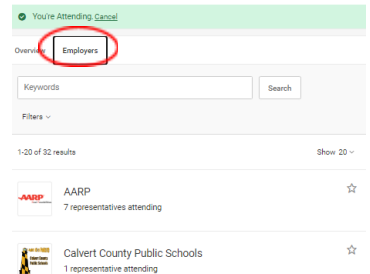 You're Attending. Cancel
Overview Employers
Keywords Search
Filters
1-20 of 32 results Show 20
AARP
AARP
7 representatives attending
Calvert County Public Schools
1 representative attending